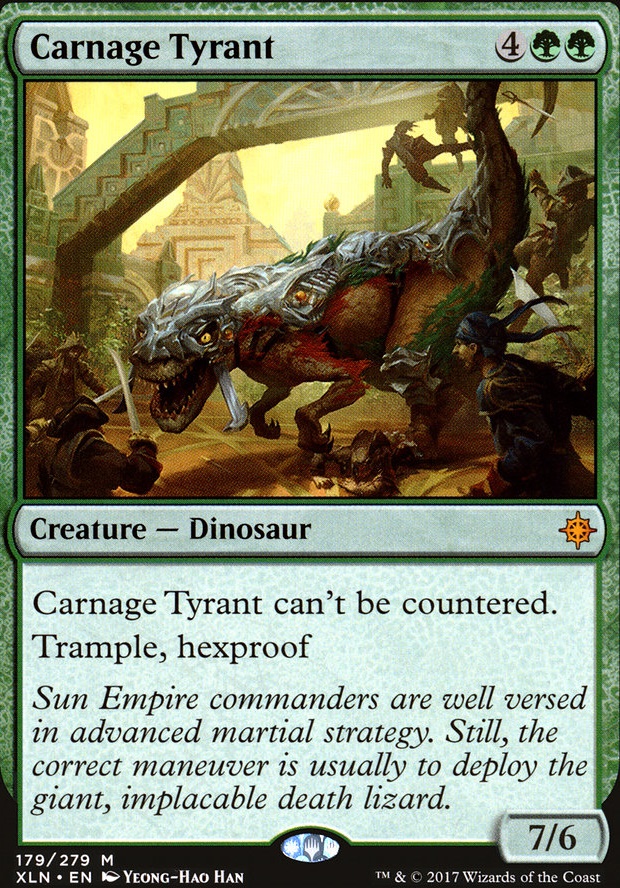 Carnage Tyrant 4
Creature — Dinosaur
Carnage Tyrant can't be countered.
Trample, hexproof
Sun Empire commanders are well versed
in advanced martial strategy. Still, the
correct maneuver is usually to deploy the
giant, implacable death lizard.
7/6
179/279 M
XLN • EN Yeong-Hao Han
™ & © 2017 Wizards of the Coast